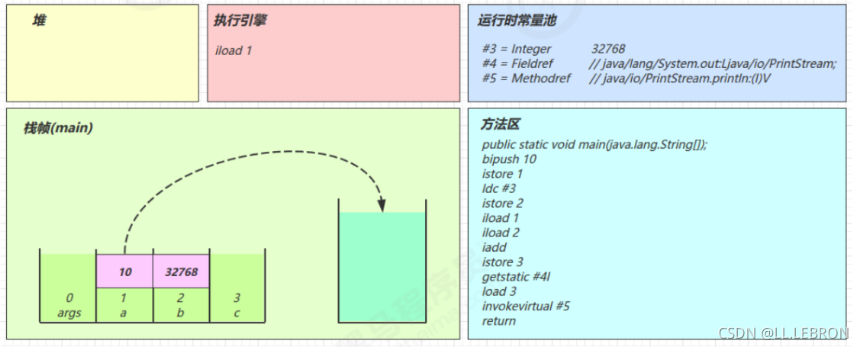 堆
执行引擎
iload 1
运行时常量池
#3 = Integer 32768
#4 = Fieldref // java/lang/System.out:Ljava/io/PrintStream;
#5 = Methodref // java/io/PrintStream.println:(I)V
栈帧(main)
10 32768
0 1 2 3
args a b c
方法区
public static void main(java.lang.String[]);
bipush 10
istore 1
ldc #3
istore 2
iload 1
iload 2
iadd
istore 3
getstatic #4I
load 3
invokevirtual #5
return
CSDN @LL.LEBRON